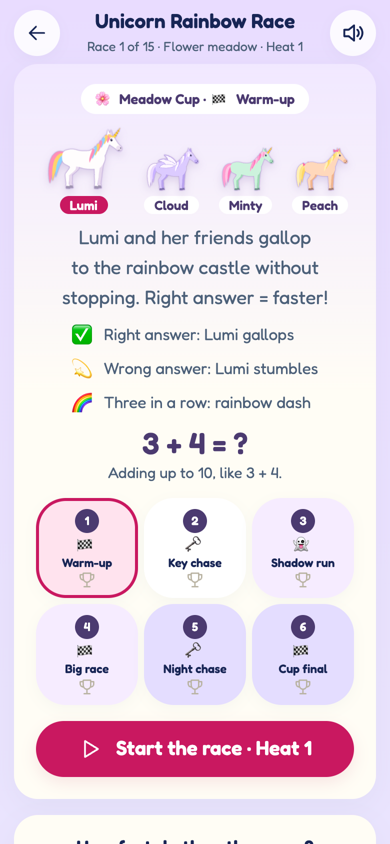 Unicorn Rainbow Race
Race 1 of 15 · Flower meadow · Heat 1
Meadow Cup · Warm-up
Lumi
Cloud
Minty
Peach
Lumi and her friends gallop
to the rainbow castle without
stopping. Right answer = faster!
Right answer: Lumi gallops
Wrong answer: Lumi stumbles
Three in a row: rainbow dash
3 + 4 = ?
Adding up to 10, like 3 + 4.
1
Warm-up
2
Key chase
3
Shadow run
4
Big race
5
Night chase
6
Cup final
Start the race · Heat 1